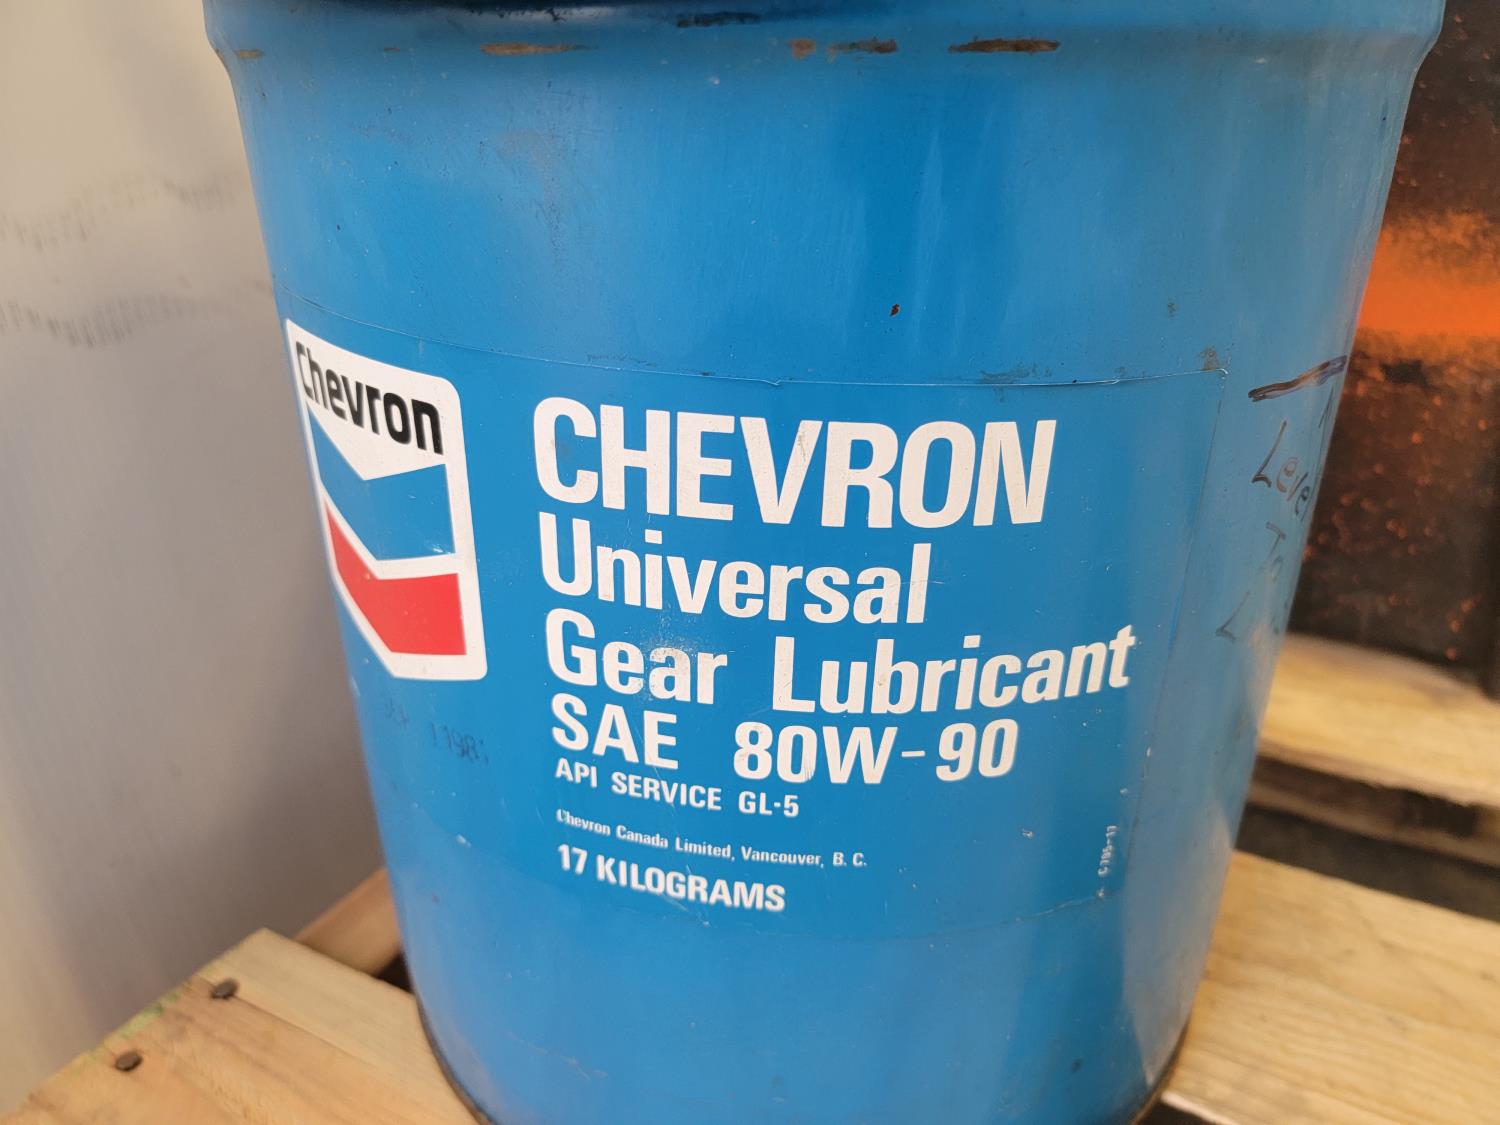 Chevron
CHEVRON
Universal
Gear Lubricant
SAE 80W-90
API SERVICE GL-5
Chevron Canada Limited, Vancouver, B. C.
17 KILOGRAMS